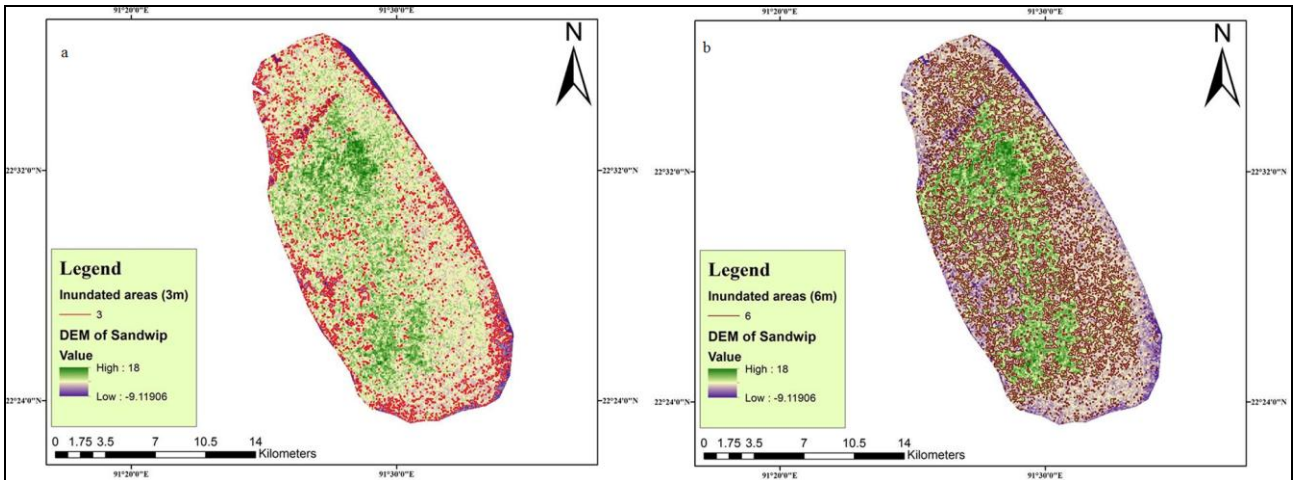 a
91°20'0"E
91°30'0"E
N
22°32'0"N
22°32'0"N
22°24'0"N
22°24'0"N
Legend
Inundated areas (3m)
3
DEM of Sandwip
Value
High : 18
Low : -9.11906
0 1.75 3.5 7 10.5 14
Kilometers
91°20'0"E
91°30'0"E
b
91°20'0"E
91°30'0"E
N
22°32'0"N
22°32'0"N
22°24'0"N
22°24'0"N
Legend
Inundated areas (6m)
6
DEM of Sandwip
Value
High : 18
Low : -9.11906
0 1.75 3.5 7 10.5 14
Kilometers
91°20'0"E
91°30'0"E